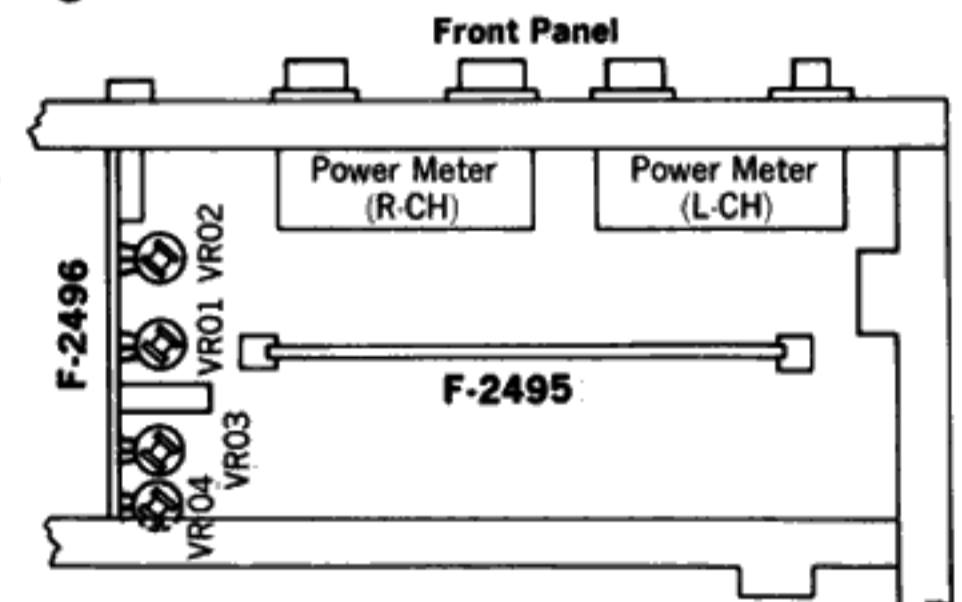 Front Panel
Power Meter
(R-CH)
Power Meter
(L-CH)
F-2496
VR02
VR01
F-2495
VR03
VR04